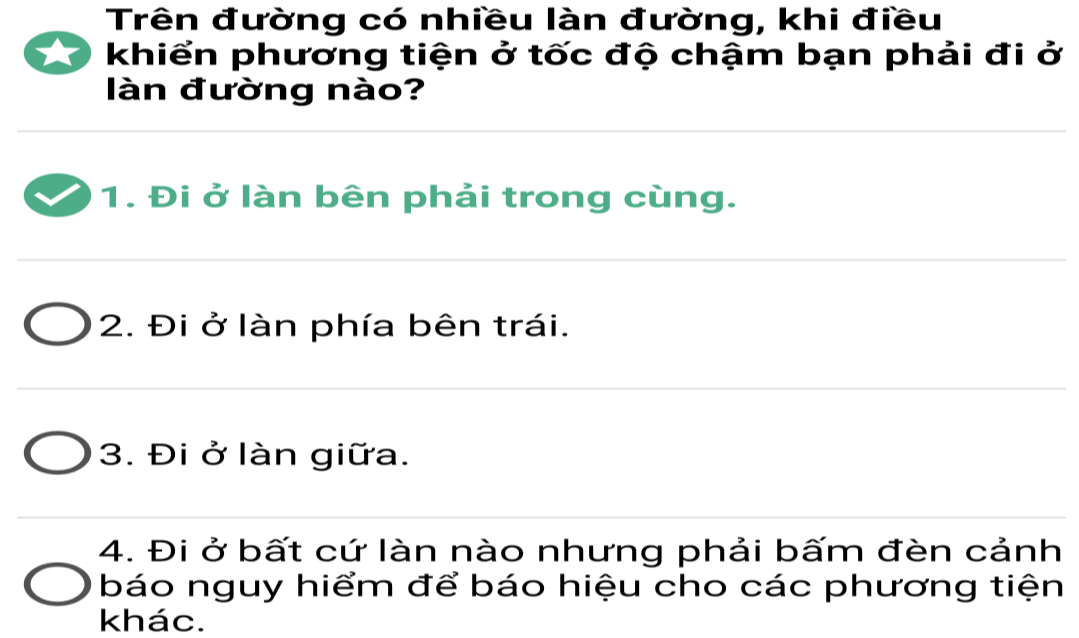 Trên đường có nhiều làn đường, khi điều
khiển phương tiện ở tốc độ chậm bạn phải đi ở
làn đường nào?
1. Đi ở làn bên phải trong cùng.
2. Đi ở làn phía bên trái.
3. Đi ở làn giữa.
4. Đi ở bất cứ làn nào nhưng phải bấm đèn cảnh
báo nguy hiểm để báo hiệu cho các phương tiện
khác.